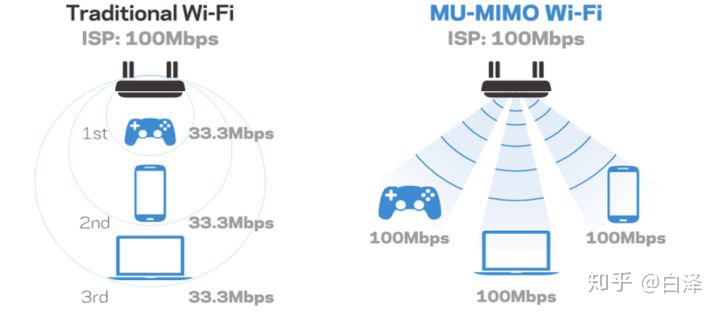 Traditional Wi-Fi
ISP: 100Mbps
1st
33.3Mbps
2nd
33.3Mbps
3rd
33.3Mbps
MU-MIMO Wi-Fi
ISP: 100Mbps
100Mbps
100Mbps
100Mbps
知乎 @白泽